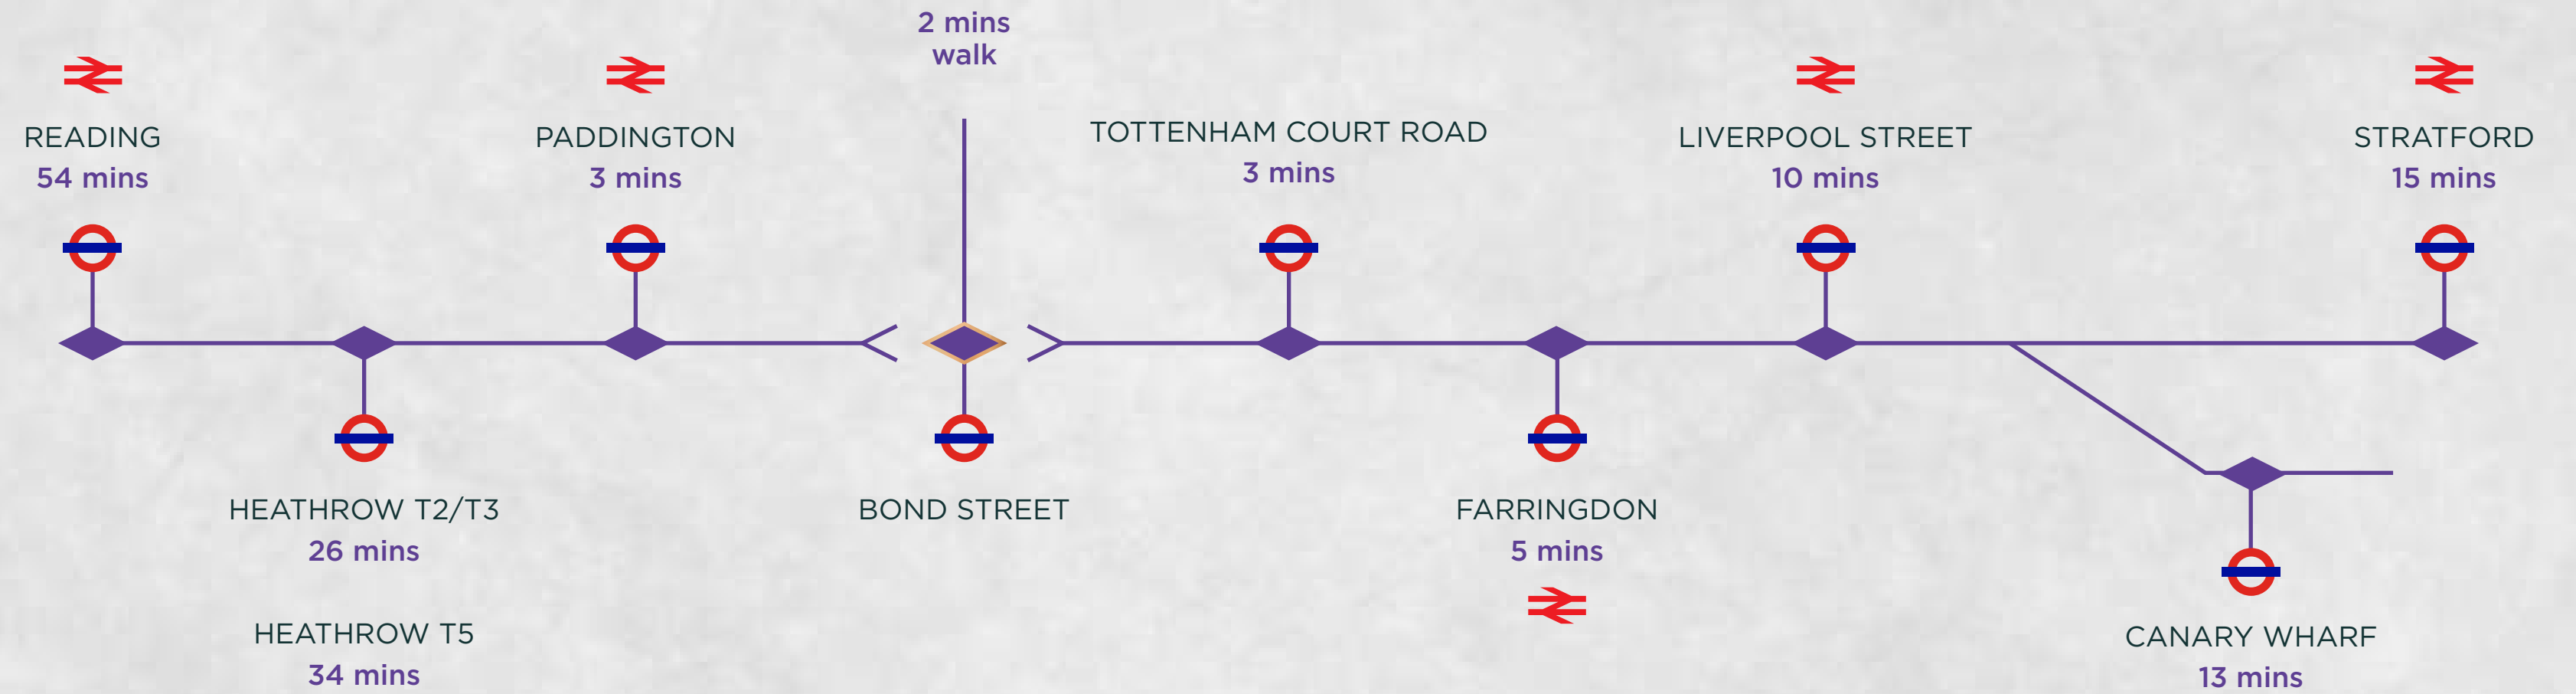 2 mins
walk
READING
54 mins
PADDINGTON
3 mins
TOTTENHAM COURT ROAD
3 mins
LIVERPOOL STREET
10 mins
STRATFORD
15 mins
HEATHROW T2/T3
26 mins
HEATHROW T5
34 mins
BOND STREET
FARRINGDON
5 mins
CANARY WHARF
13 mins